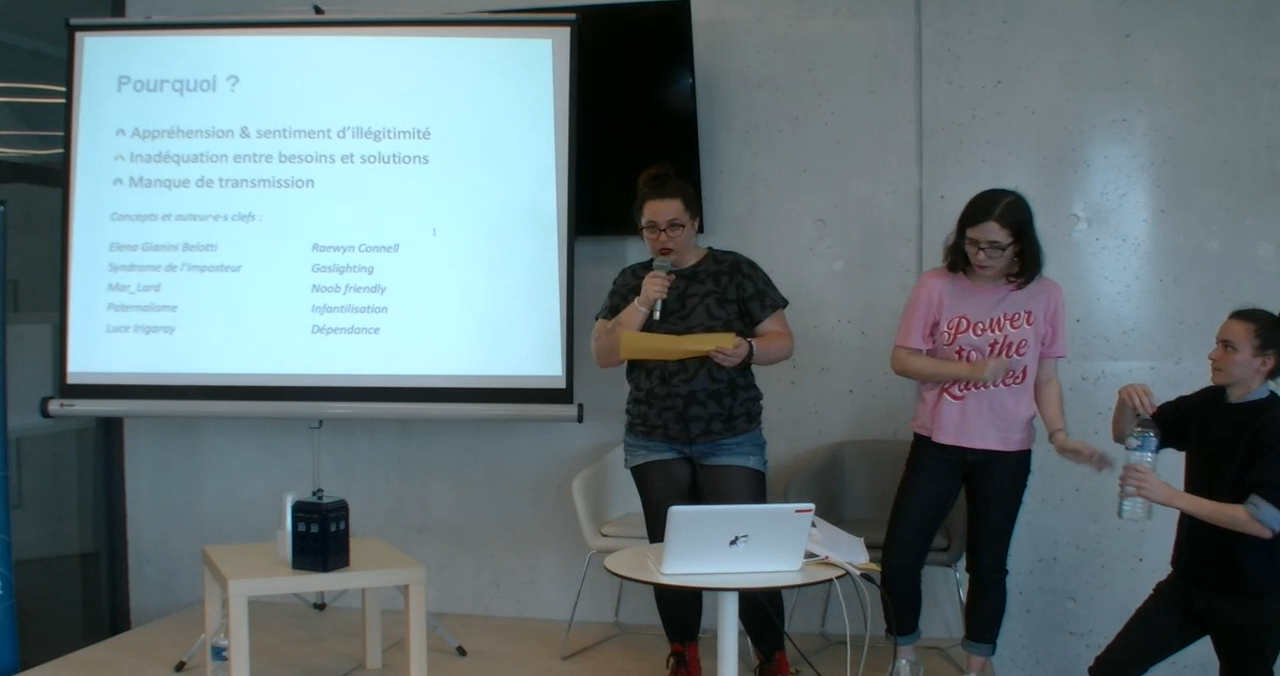 Pourquoi ?
Appréhension & sentiment d'illégitimité
Inadéquation entre besoins et solutions
Manque de transmission
Concepts et auteur·e·s clefs :
Elena Gianini Belotti
Syndrome de l'imposteur
Mar_Lard
Paternalisme
Luce Irigaray
Raewyn Connell
Gaslighting
Noob friendly
Infantilisation
Dépendance
Power
to the